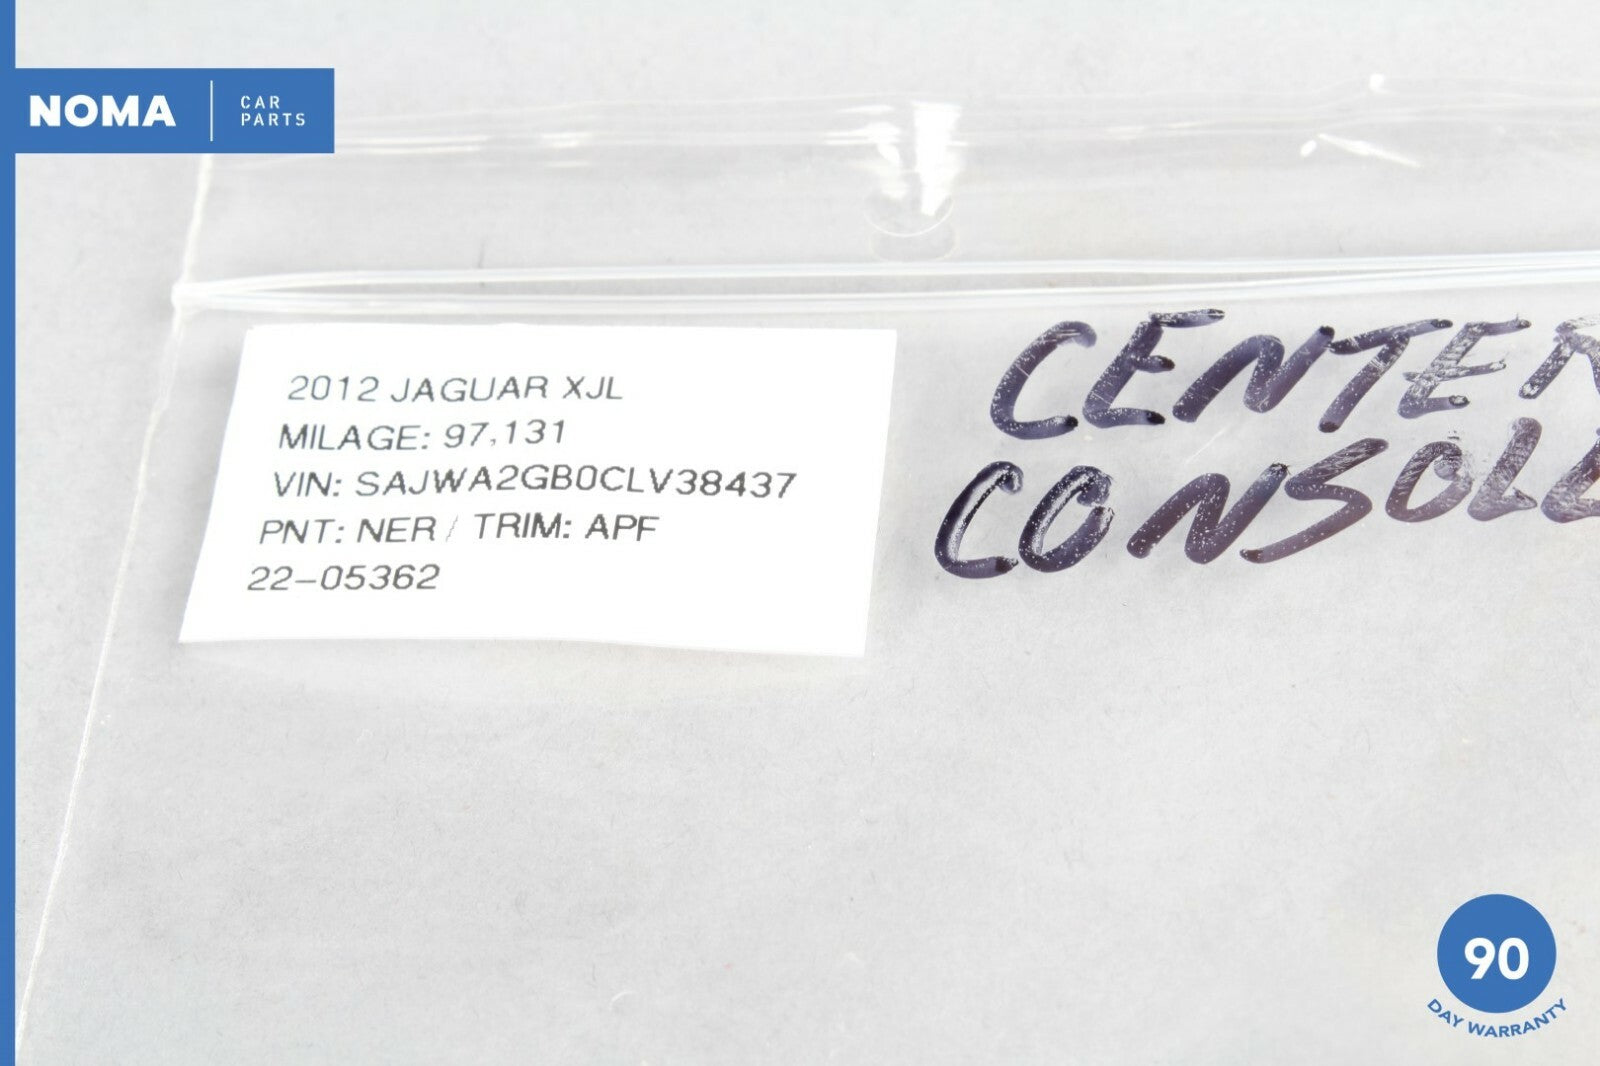 NOMA
CAR
PARTS
2012 JAGUAR XJL
MILAGE: 97,131
VIN: SAJWA2GB0CLV38437
PNT: NER / TRIM: APF
22-05362
CENTER
CONSOLE
90
DAY WARRANTY